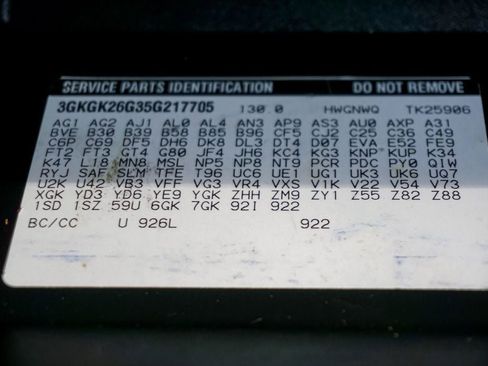 SERVICE PARTS IDENTIFICATION DO NOT REMOVE
3GKGK26G35G217705 130.0 HWGNWQ TK25906
AG1 AG2 AJ1 AL0 AL4 AN3 AP9 AS3 AU0 AXP A31
BVE B30 B39 B58 B85 B96 CF5 CJ2 C25 C36 C49
C6P C69 DF5 DH6 DK8 DL3 DT4 D07 EVA E52 FE9
FT2 FT3 GT4 G80 JF4 JH6 KC4 KG3 KNP KUP K34
K47 L18 MN8 MSL NP5 NP8 NT9 PCR PDC PY0 Q1W
RYJ SAF SLM TFE T96 UC6 UE1 UG1 UK3 UK6 UQ7
U2K U42 VB3 VFF VG3 VR4 VXS V1K V22 V54 V73
XGK YD3 YD6 YE9 YGK ZHH ZM9 ZY1 Z55 Z82 Z88
1SD 1SZ 59U 6GK 7GK 92I 922
BC/CC U 926L 922